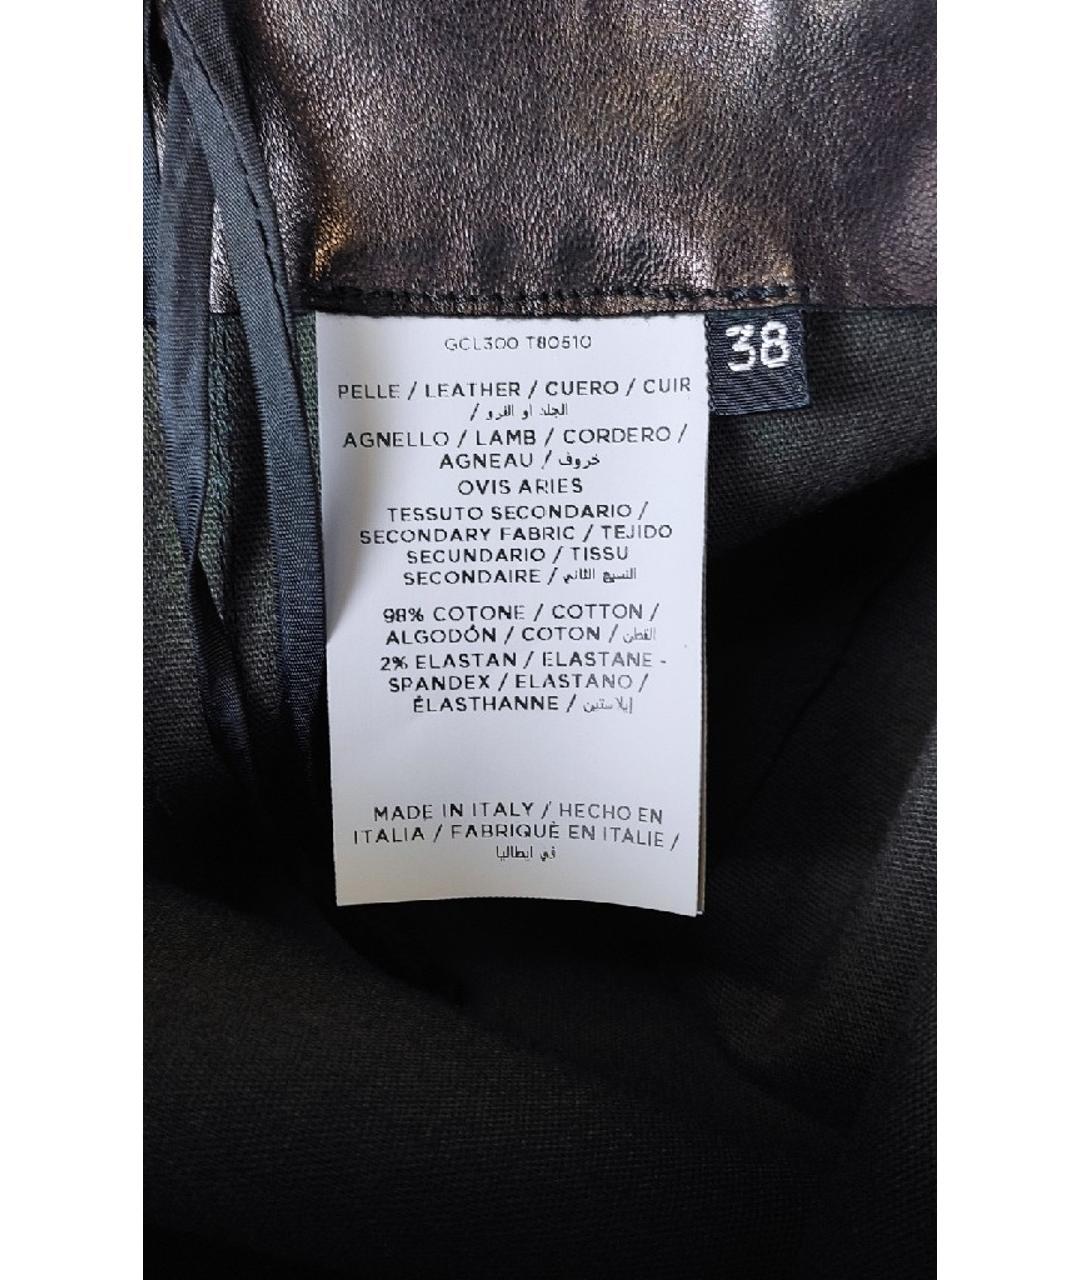 GCL300 T80510
38
PELLE / LEATHER / CUERO / CUIR
/ الجلد او الفرو
AGNELLO / LAMB / CORDERO /
AGNEAU / خروف
OVIS ARIES
TESSUTO SECONDARIO /
SECONDARY FABRIC / TEJIDO
SECUNDARIO / TISSU
SECONDAIRE / النسيج الثاني
98% COTONE / COTTON /
ALGODÓN / COTON / القطن
2% ELASTAN / ELASTANE -
SPANDEX / ELASTANO /
ÉLASTHANNE / إيلاستين
MADE IN ITALY / HECHO EN
ITALIA / FABRIQUÈ EN ITALIE /
في ايطاليا